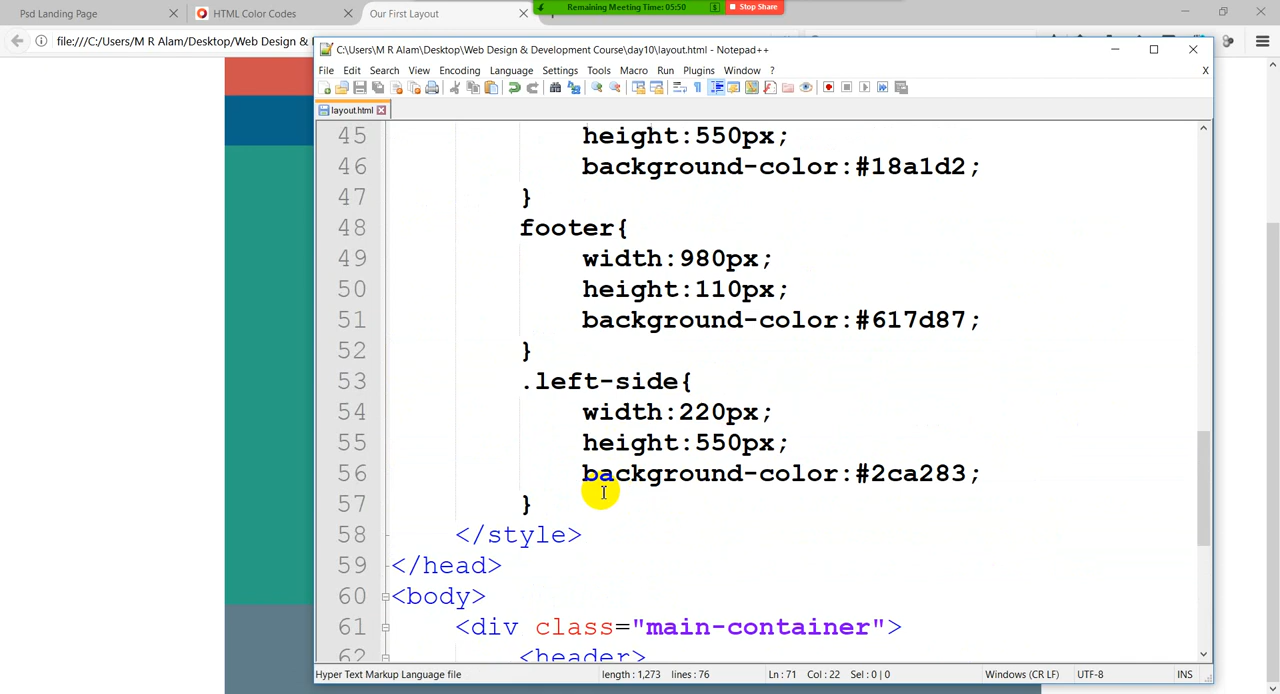 Psd Landing Page
HTML Color Codes
Our First Layout
Remaining Meeting Time: 05:50
Stop Share
file:///C:/Users/M R Alam/Desktop/Web Design &
C:\Users\M R Alam\Desktop\Web Design & Development Course\day10\layout.html - Notepad++
File Edit Search View Encoding Language Settings Tools Macro Run Plugins Window ? X
layout.html
45 height:550px;
46 background-color:#18a1d2;
47 }
48 footer{
49 width:980px;
50 height:110px;
51 background-color:#617d87;
52 }
53 .left-side{
54 width:220px;
55 height:550px;
56 background-color:#2ca283;
57 }
58 </style>
59 </head>
60 <body>
61 <div class="main-container">
62 <header>
Hyper Text Markup Language file length : 1,273 lines : 76 Ln : 71 Col : 22 Sel : 0 | 0 Windows (CR LF) UTF-8 INS